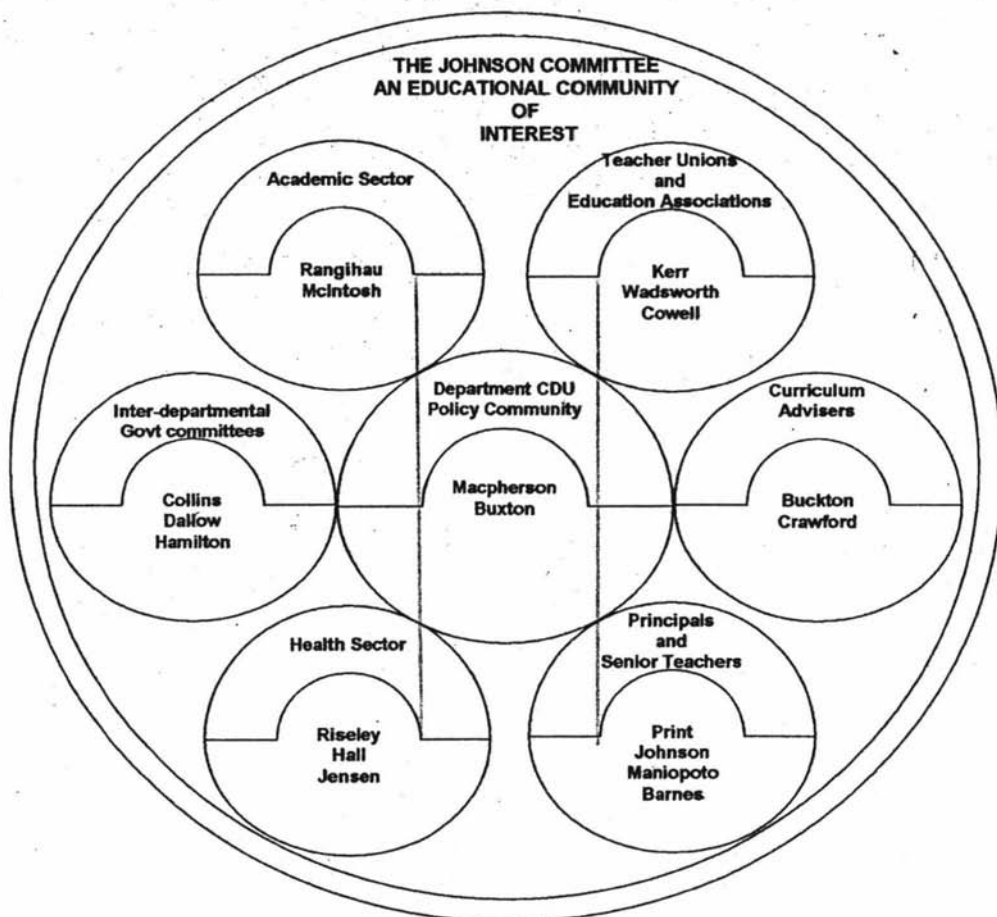 THE JOHNSON COMMITTEE
AN EDUCATIONAL COMMUNITY
OF
INTEREST
Academic Sector
Rangihau
McIntosh
Teacher Unions
and
Education Associations
Kerr
Wadsworth
Cowell
Inter-departmental
Govt committees
Collins
Dallow
Hamilton
Department CDU
Policy Community
Macpherson
Buxton
Curriculum
Advisers
Buckton
Crawford
Health Sector
Riseley
Hall
Jensen
Principals
and
Senior Teachers
Print
Johnson
Maniopoto
Barnes